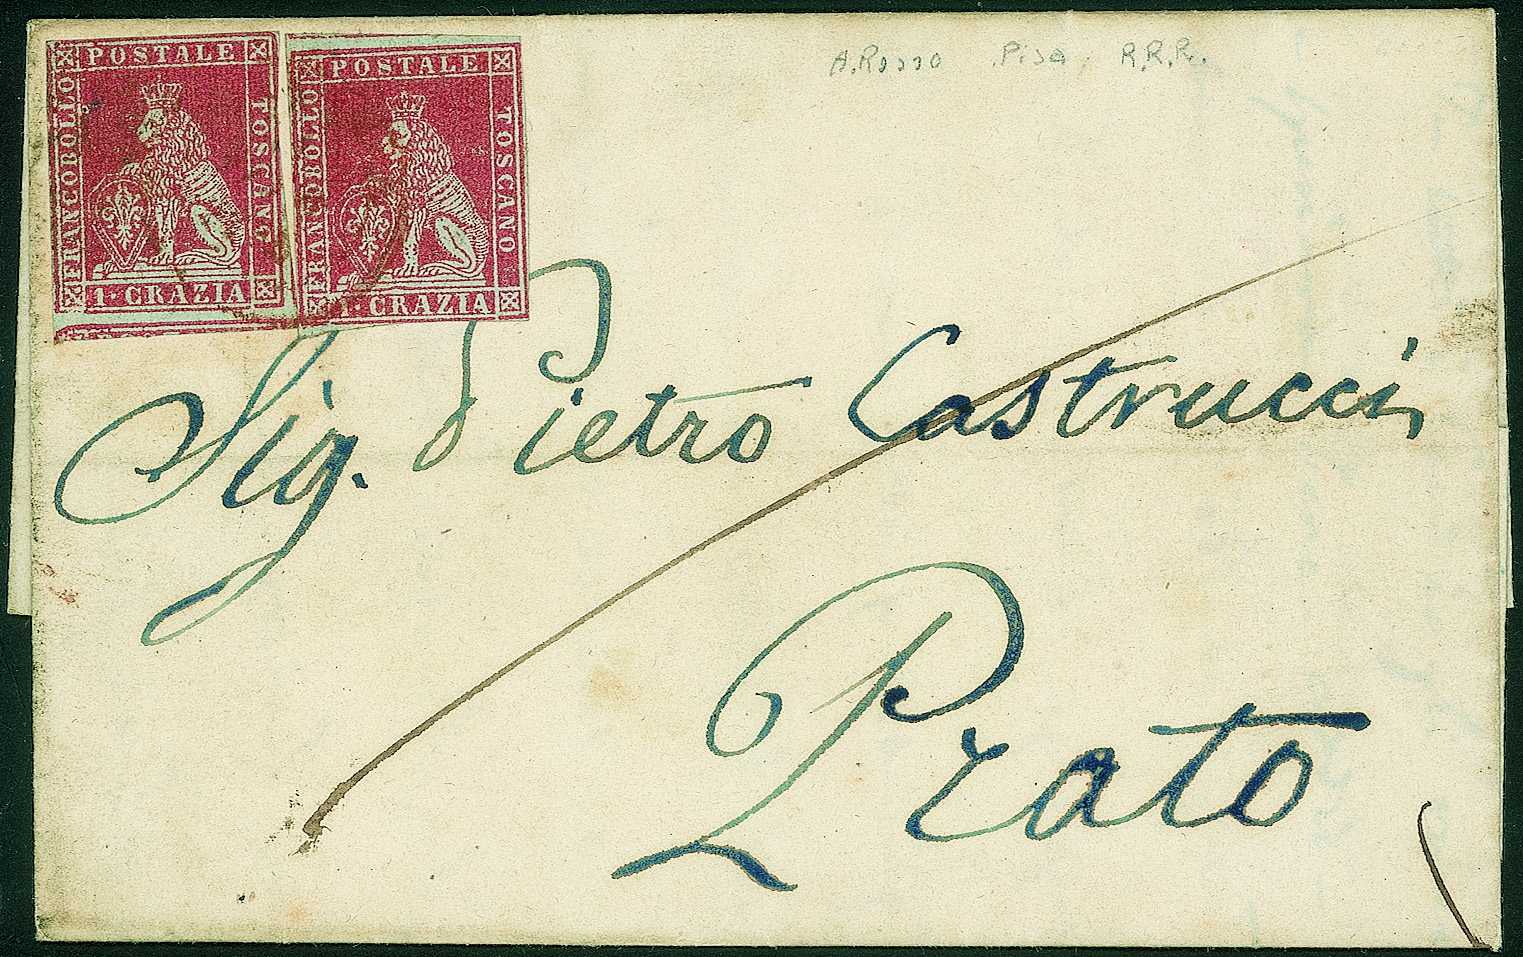 POSTALE
FRANCOBOLLO
TOSCANO
1 CRAZIA
POSTALE
FRANCOBOLLO
TOSCANO
1 CRAZIA
A. Rosso Pisa R.R.R.
Sig. Pietro Castrucci
Prato